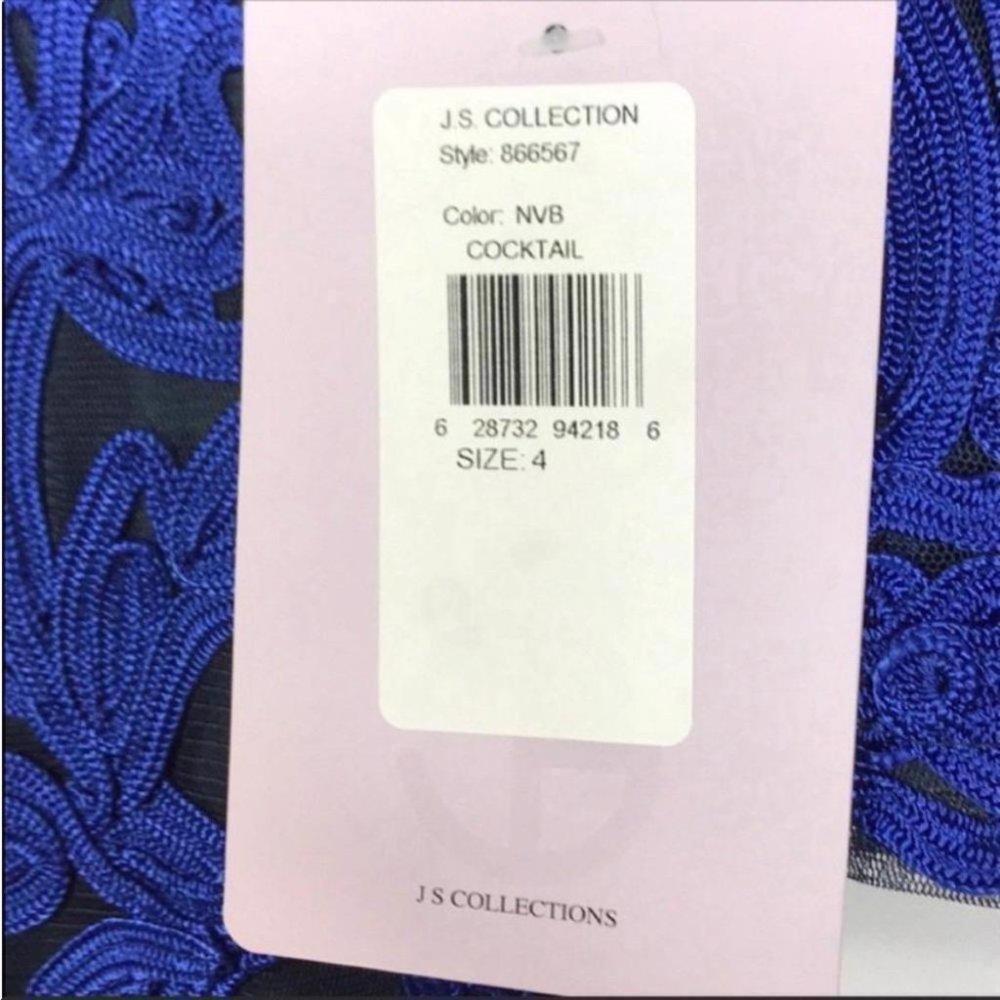 J.S. COLLECTION
Style: 866567
Color: NVB
COCKTAIL
6 28732 94218 6
SIZE: 4
J S COLLECTIONS